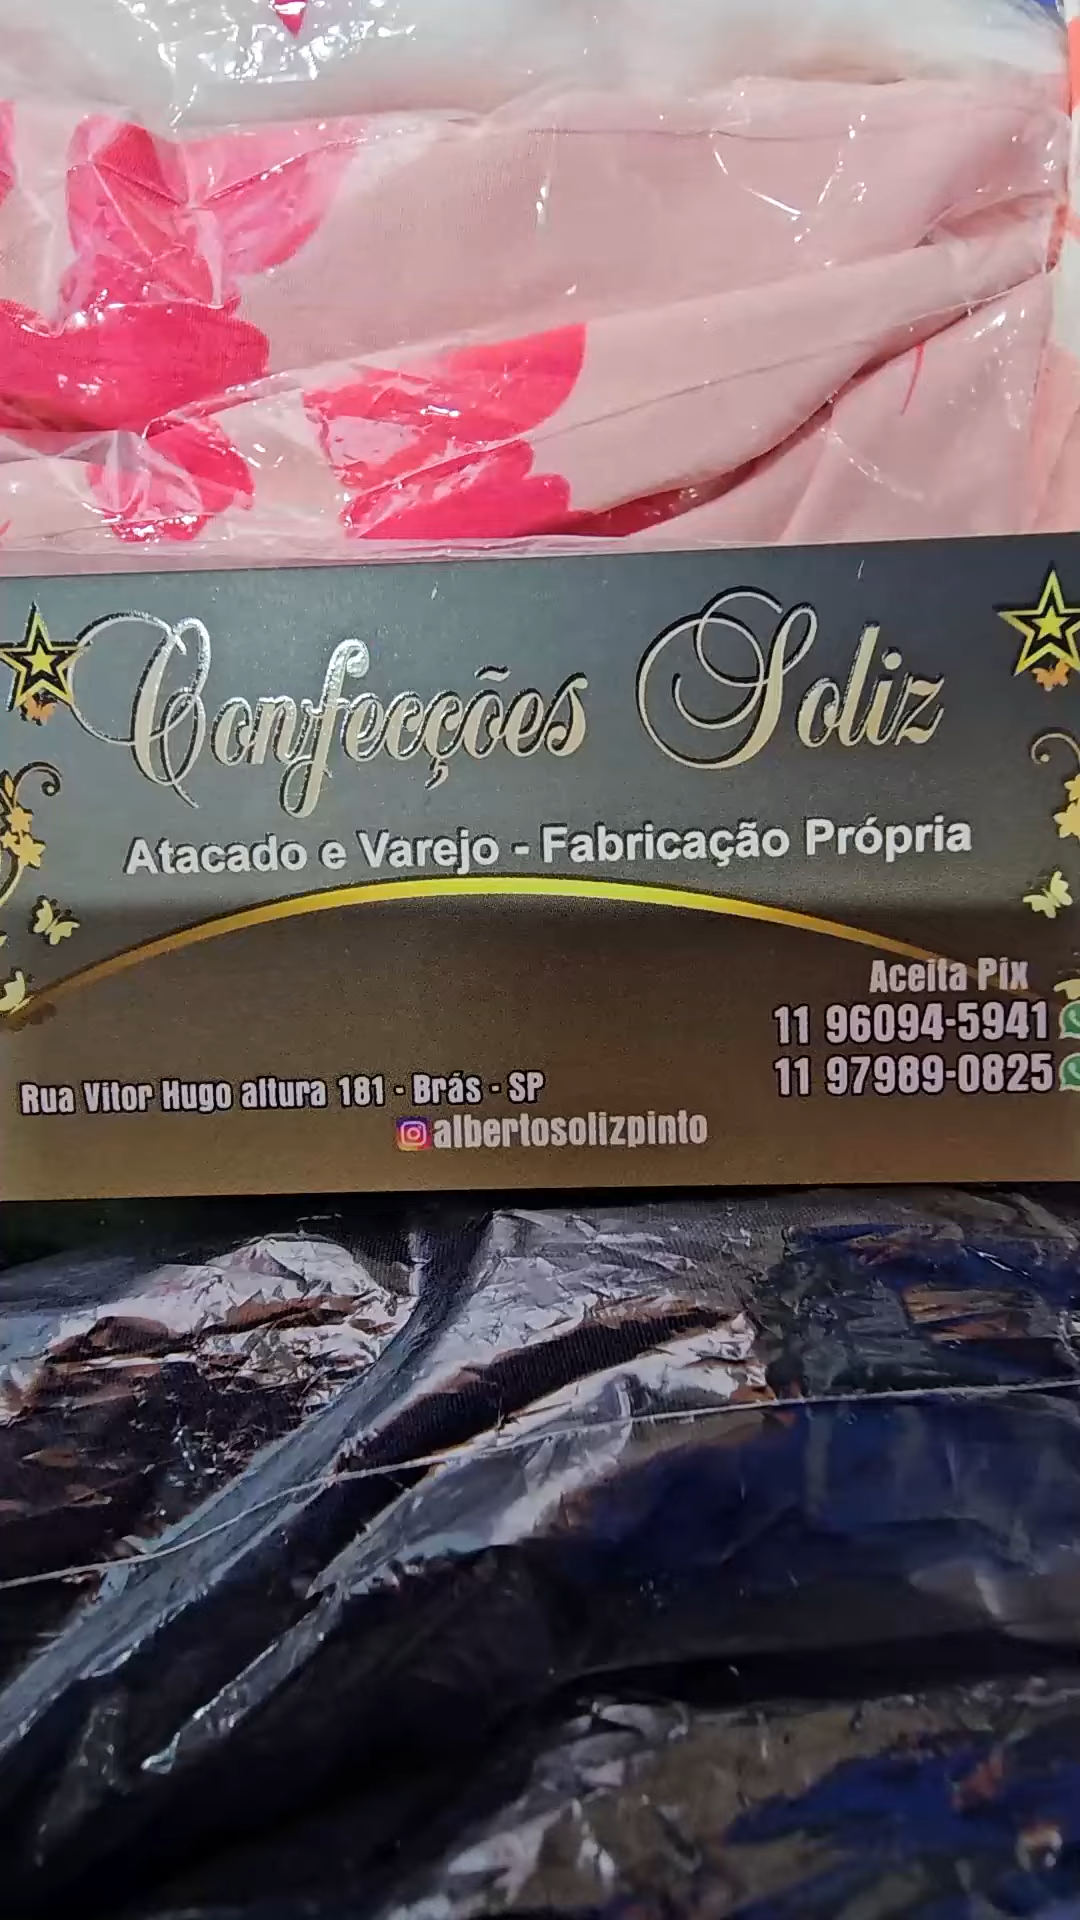 Confecções Soliz
Atacado e Varejo - Fabricação Própria
Aceita Pix
11 96094-5941
11 97989-0825
Rua Vitor Hugo altura 181 - Brás - SP
albertosolizpinto